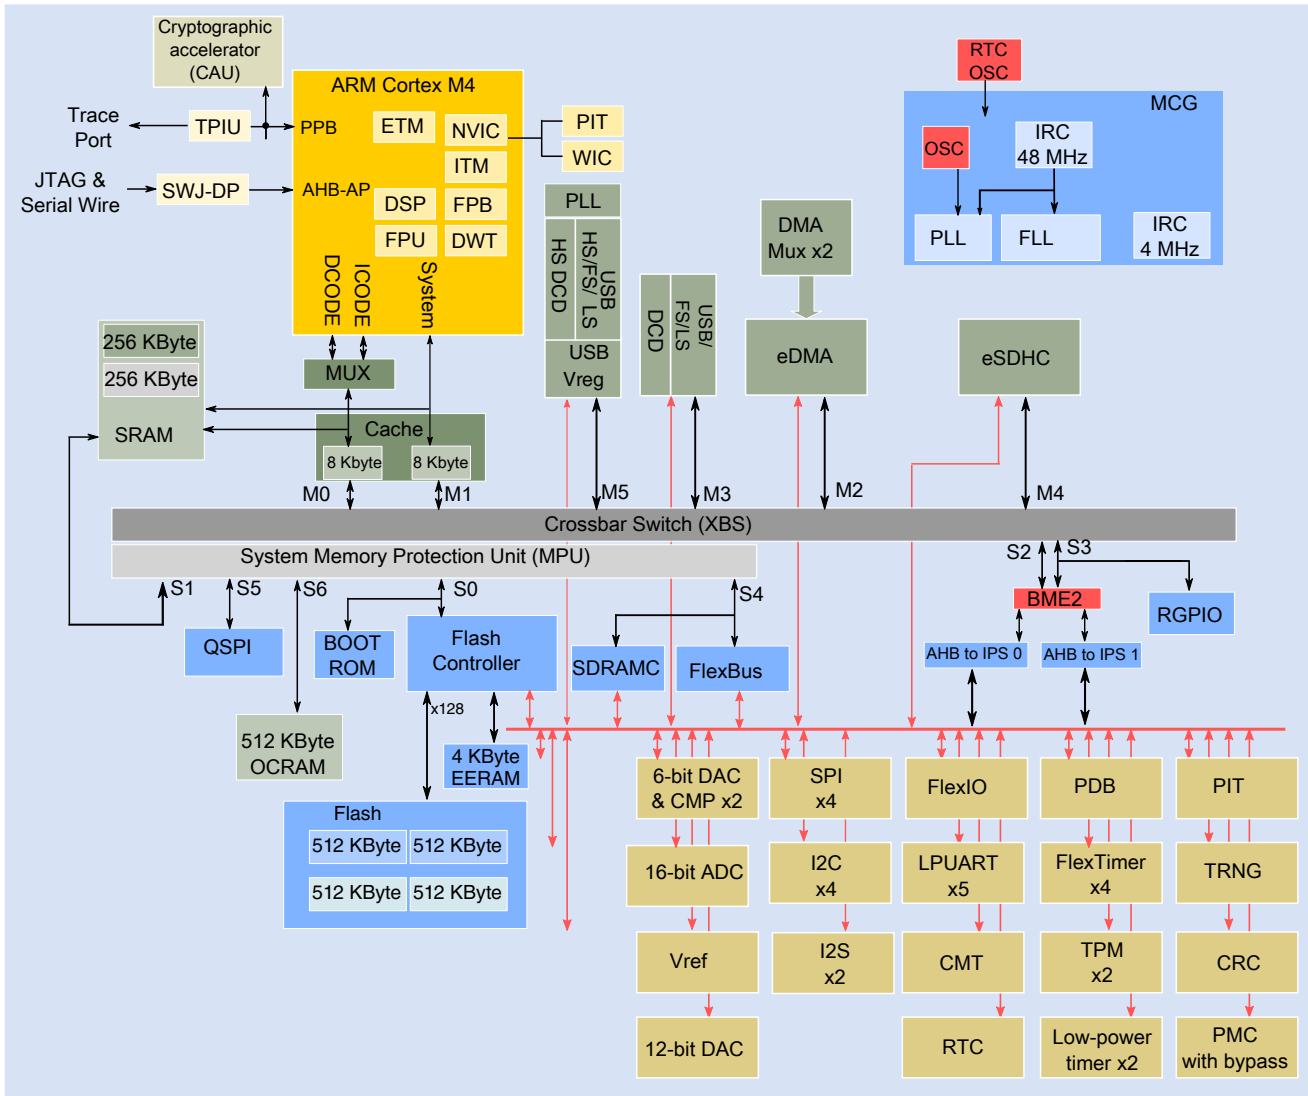 Cryptographic
accelerator
(CAU)
RTC
OSC
ARM Cortex M4
MCG
Trace
Port
TPIU
PPB
ETM
NVIC
PIT
WIC
ITM
OSC
IRC
48 MHz
JTAG &
Serial Wire
SWJ-DP
AHB-AP
DSP
FPB
FPU
DWT
PLL
HS DCD
USB
HS/FS/ LS
USB
Vreg
DMA
Mux x2
PLL
FLL
IRC
4 MHz
DCODE
ICODE
System
DCD
USB/
FS/LS
eDMA
eSDHC
256 KByte
256 KByte
SRAM
MUX
Cache
8 Kbyte
8 Kbyte
M0
M1
M5
M3
M2
M4
Crossbar Switch (XBS)
System Memory Protection Unit (MPU)
S1
S5
S6
S0
S4
S2
S3
BME2
RGPIO
QSPI
BOOT
ROM
Flash
Controller
SDRAMC
FlexBus
AHB to IPS 0
AHB to IPS 1
x128
512 KByte
OCRAM
4 KByte
EERAM
Flash
512 KByte
512 KByte
512 KByte
512 KByte
6-bit DAC
& CMP x2
SPI
x4
FlexIO
PDB
PIT
16-bit ADC
I2C
x4
LPUART
x5
FlexTimer
x4
TRNG
Vref
I2S
x2
CMT
TPM
x2
CRC
12-bit DAC
RTC
Low-power
timer x2
PMC
with bypass